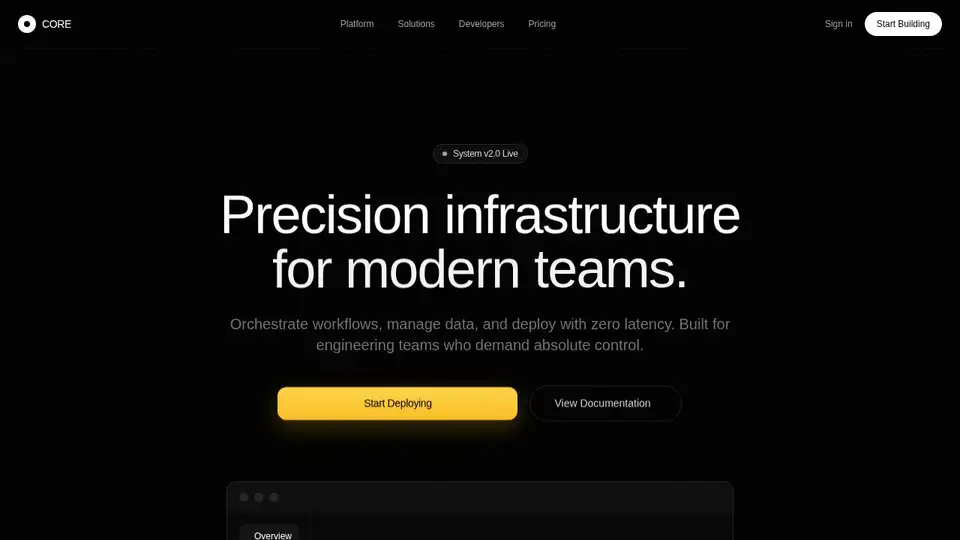 CORE
Platform
Solutions
Developers
Pricing
Sign in
Start Building
System v2.0 Live
Precision infrastructure
for modern teams.
Orchestrate workflows, manage data, and deploy with zero latency. Built for
engineering teams who demand absolute control.
Start Deploying
View Documentation
Overview